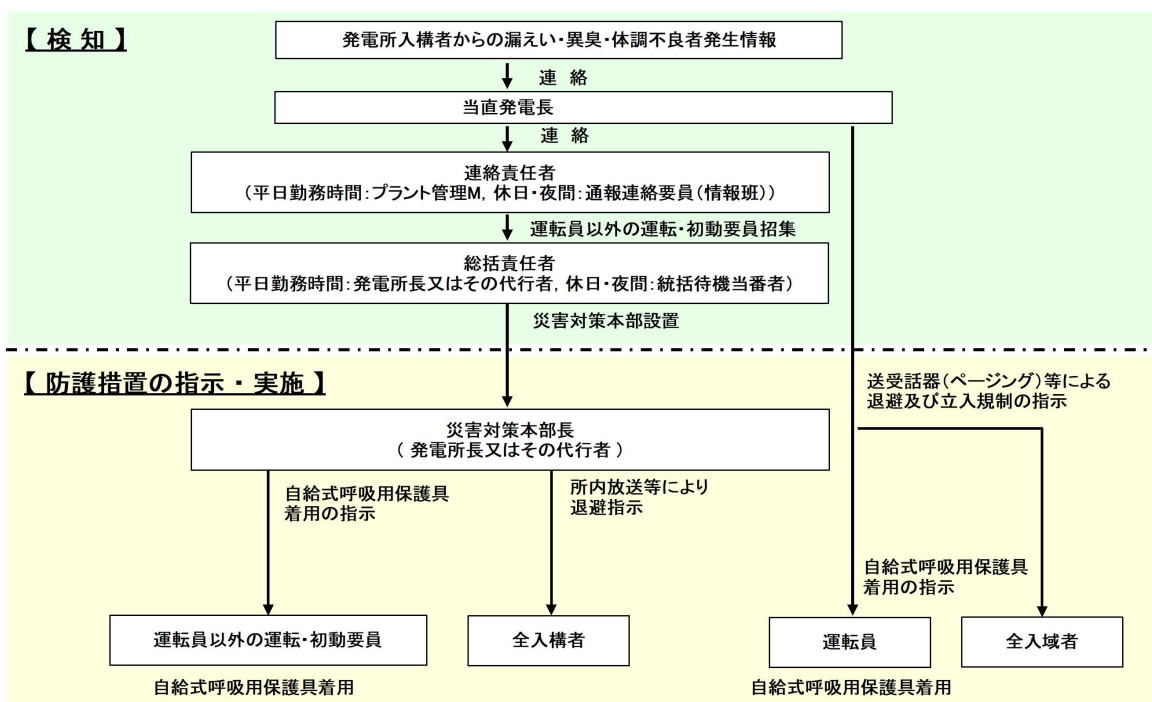 【 検 知 】
発電所入構者からの漏えい・異臭・体調不良者発生情報
連 絡
当直発電長
連 絡
連絡責任者
(平日勤務時間:プラント管理M, 休日・夜間:通報連絡要員(情報班))
運転員以外の運転・初動要員招集
総括責任者
(平日勤務時間:発電所長又はその代行者, 休日・夜間:統括待機当番者)
災害対策本部設置
【 防護措置の指示 ・ 実施 】
送受話器(ページング)等による
退避及び立入規制の指示
災害対策本部長
( 発電所長又はその代行者 )
自給式呼吸用保護具
着用の指示
所内放送等により
退避指示
自給式呼吸用保護具
着用の指示
運転員以外の運転・初動要員
全入構者
運転員
全入域者
自給式呼吸用保護具着用
自給式呼吸用保護具着用